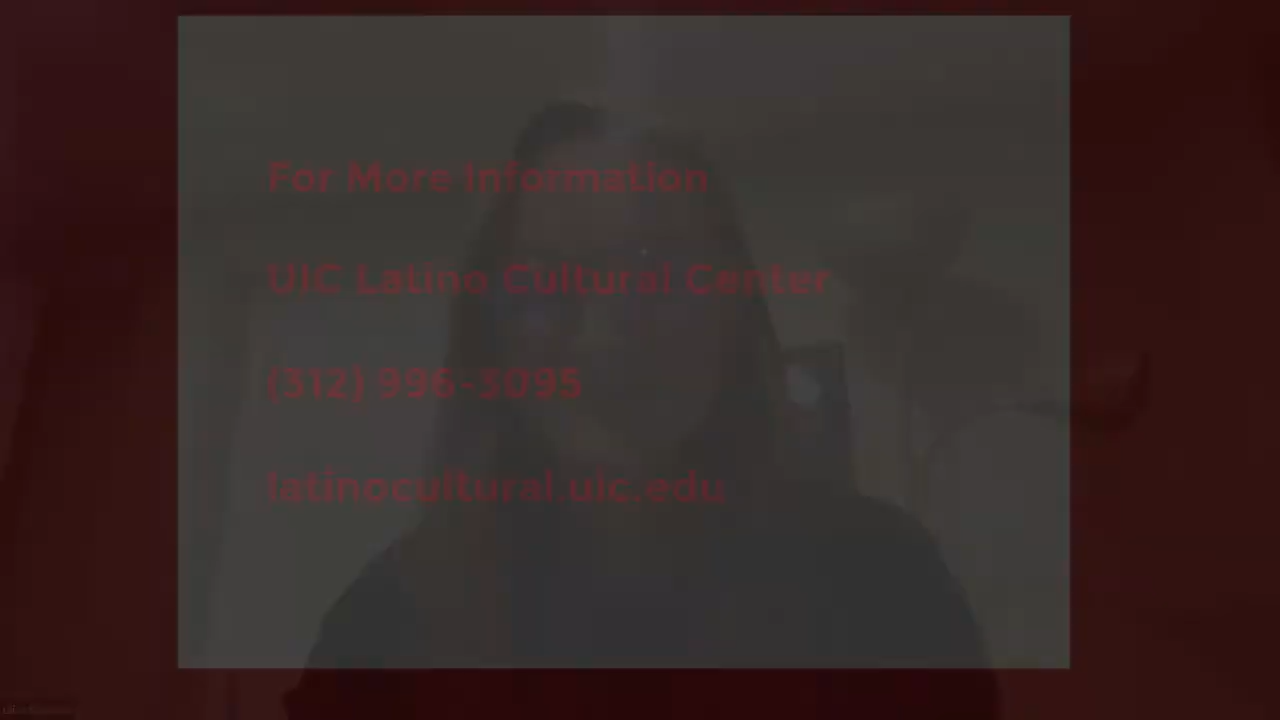 For More Information
UIC Latino Cultural Center
(312) 996-3095
latinocultural.uic.edu